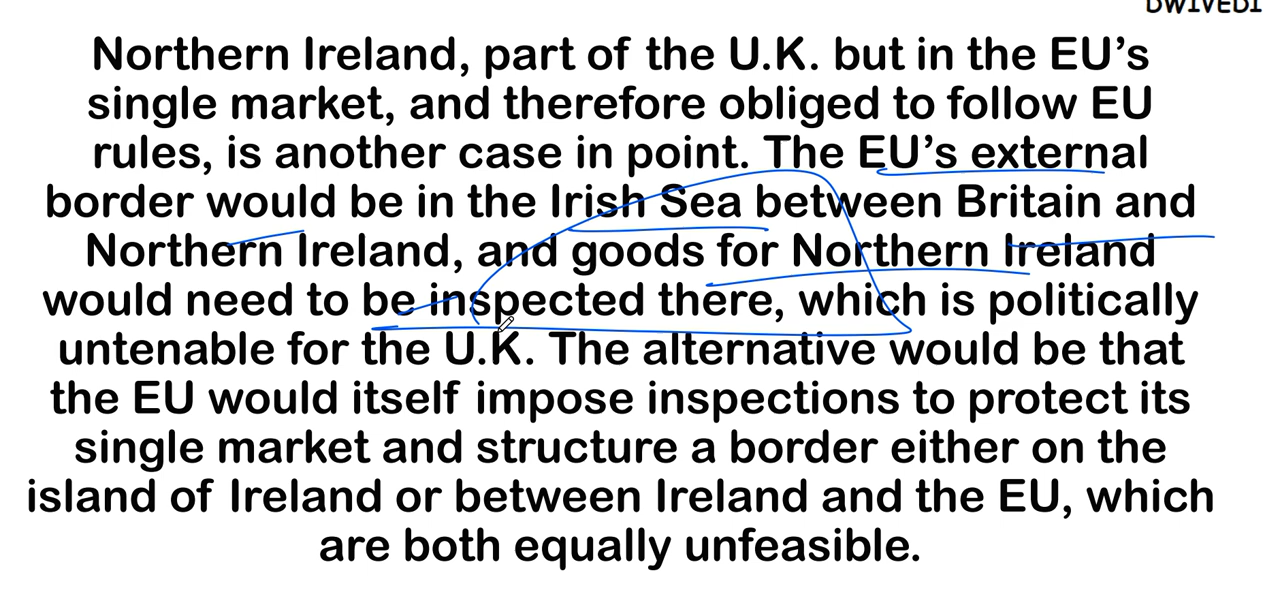 DWIVEDI
Northern Ireland, part of the U.K. but in the EU’s
single market, and therefore obliged to follow EU
rules, is another case in point. The EU’s external
border would be in the Irish Sea between Britain and
Northern Ireland, and goods for Northern Ireland
would need to be inspected there, which is politically
untenable for the U.K. The alternative would be that
the EU would itself impose inspections to protect its
single market and structure a border either on the
island of Ireland or between Ireland and the EU, which
are both equally unfeasible.